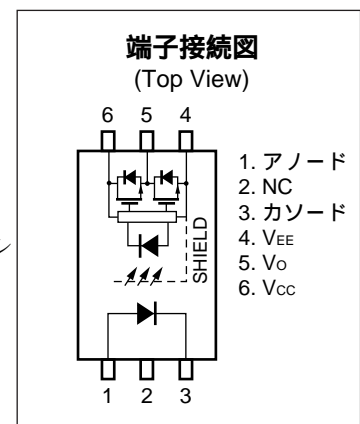 端子接続図
(Top View)
6 5 4
SHIELD
1 2 3
1. アノード
2. NC
3. カソード
4. VEE
5. VO
6. VCC